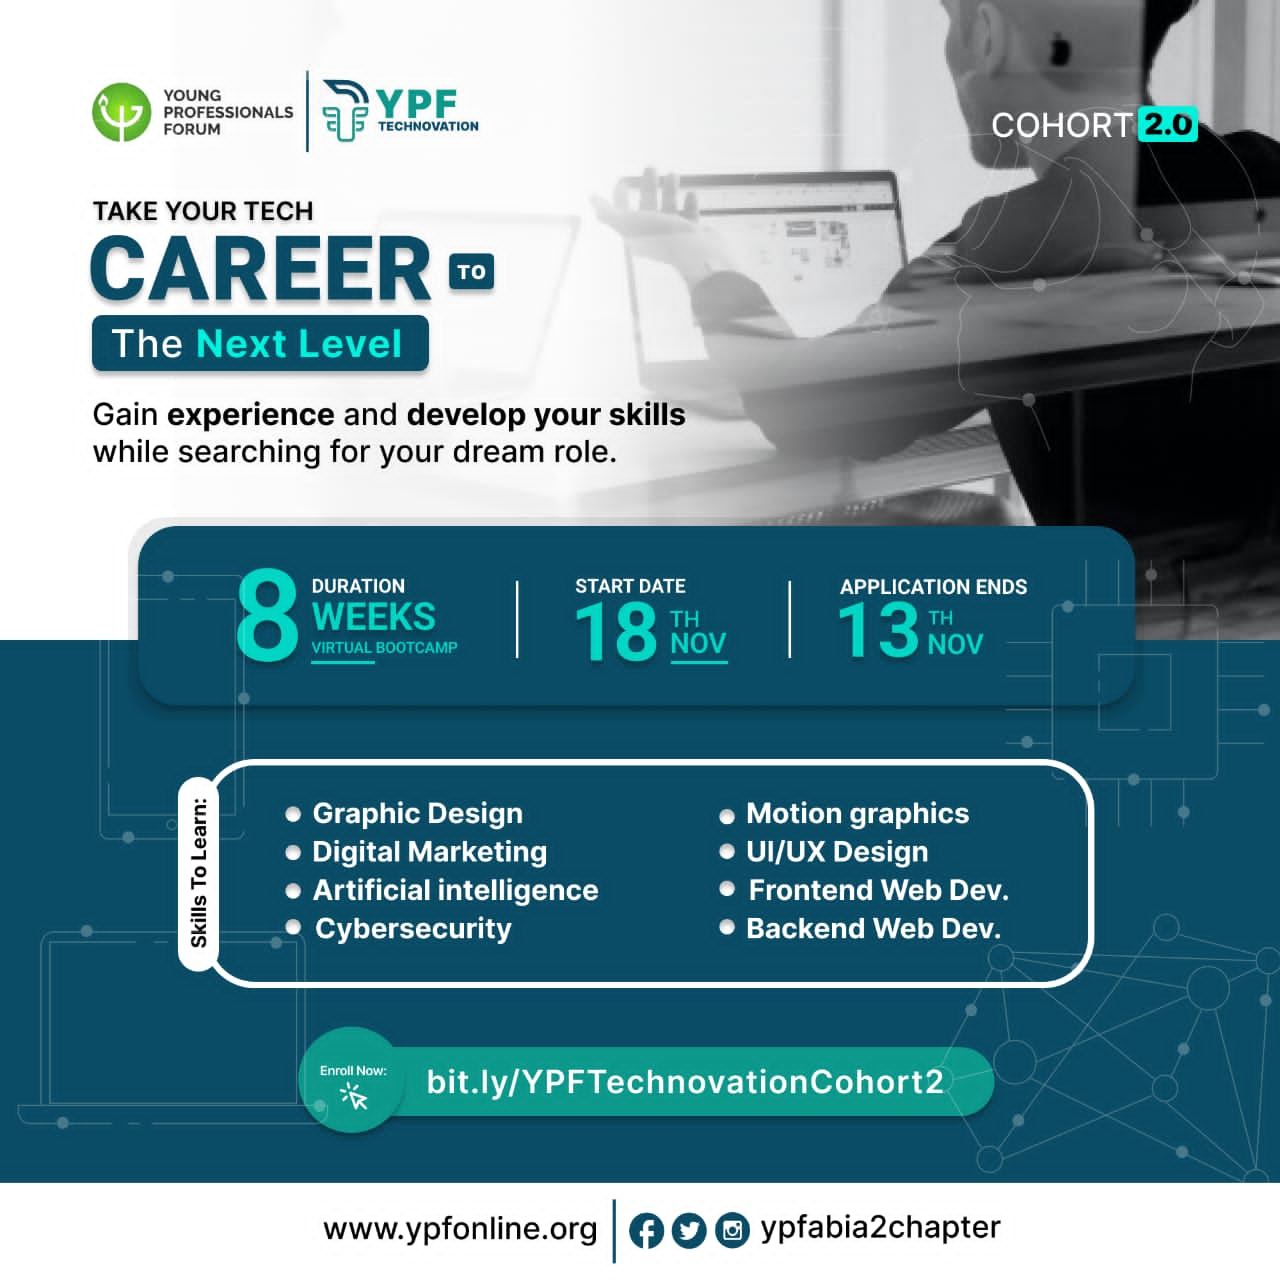 YOUNG
PROFESSIONALS
FORUM
YPF
TECHNOVATION
COHORT 2.0
TAKE YOUR TECH
CAREER TO
The Next Level
Gain experience and develop your skills
while searching for your dream role.
8
DURATION
WEEKS
VIRTUAL BOOTCAMP
START DATE
18 TH
NOV
APPLICATION ENDS
13 TH
NOV
Skills To Learn:
Graphic Design
Digital Marketing
Artificial intelligence
Cybersecurity
Motion graphics
UI/UX Design
Frontend Web Dev.
Backend Web Dev.
Enroll Now:
bit.ly/YPFTechnovationCohort2
www.ypfonline.org
ypfabia2chapter